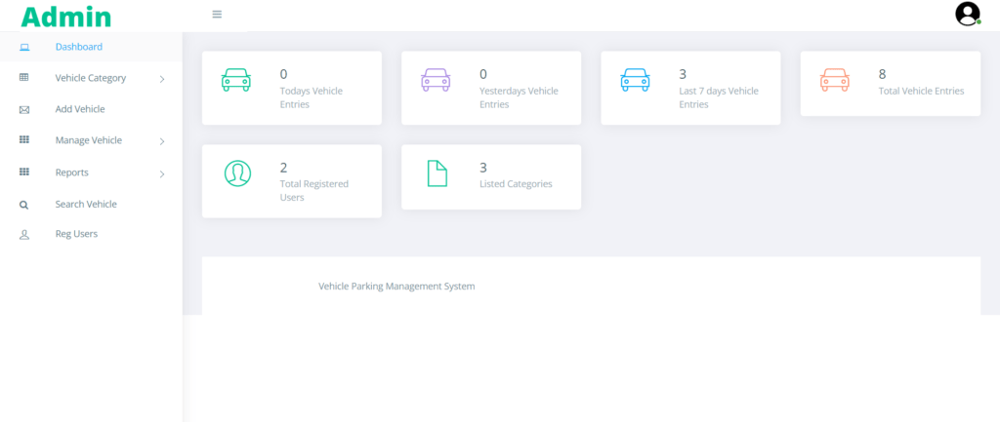 Admin
Dashboard
Vehicle Category
Add Vehicle
Manage Vehicle
Reports
Search Vehicle
Reg Users
0
Todays Vehicle
Entries
0
Yesterdays Vehicle
Entries
3
Last 7 days Vehicle
Entries
8
Total Vehicle Entries
2
Total Registered
Users
3
Listed Categories
Vehicle Parking Management System